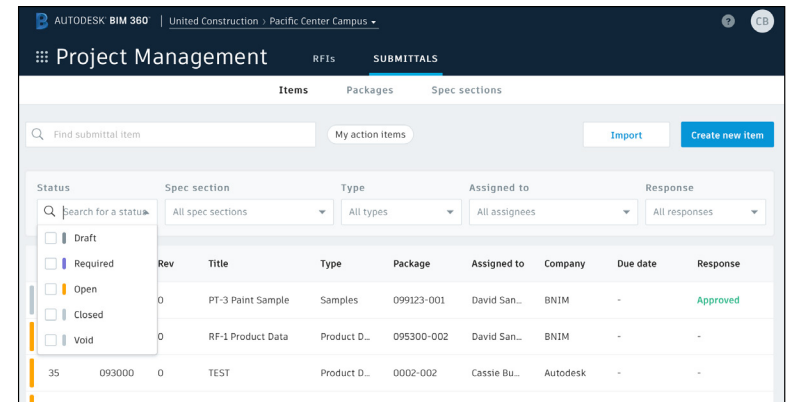 AUTODESK® BIM 360° United Construction > Pacific Center Campus ? CB
Project Management RFIs SUBMITTALS
Items Packages Spec sections
Find submittal item My action items Import Create new item
Status Spec section Type Assigned to Response
Search for a status All spec sections All types All assignees All responses
Draft
Required Rev Title Type Package Assigned to Company Due date Response
Open
0 PT-3 Paint Sample Samples 099123-001 David San... BNIM - Approved
Closed
Void 0 RF-1 Product Data Product D... 095300-002 David San... BNIM - -
35 093000 0 TEST Product D... 0002-002 Cassie Bu... Autodesk - -